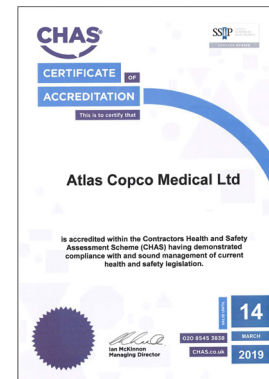 CHAS
SSIP
CERTIFICATE
OF
ACCREDITATION
This is to certify that
Atlas Copco Medical Ltd
is accredited within the Contractors Health and Safety
Assessment Scheme (CHAS) having demonstrated
compliance with and sound management of current
health and safety legislation.
Ian McKinnon
Managing Director
020 8545 3838
CHAS.co.uk
VALID UNTIL
14
MARCH
2019